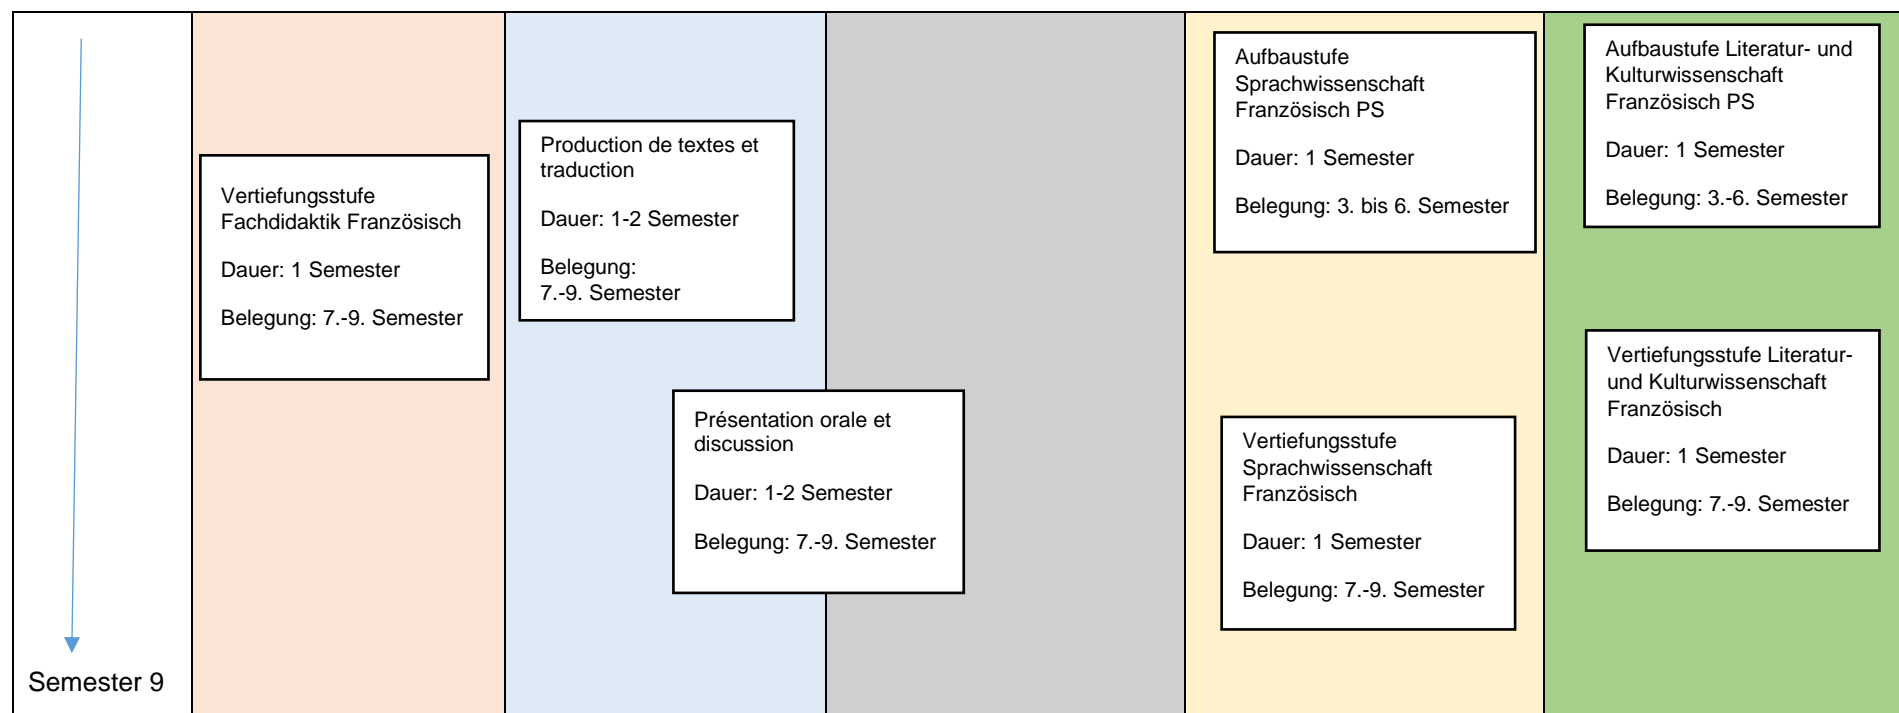 Semester 9
Vertiefungsstufe
Fachdidaktik Französisch
Dauer: 1 Semester
Belegung: 7.-9. Semester
Production de textes et
traduction
Dauer: 1-2 Semester
Belegung:
7.-9. Semester
Présentation orale et
discussion
Dauer: 1-2 Semester
Belegung: 7.-9. Semester
Aufbaustufe
Sprachwissenschaft
Französisch PS
Dauer: 1 Semester
Belegung: 3. bis 6. Semester
Vertiefungsstufe
Sprachwissenschaft
Französisch
Dauer: 1 Semester
Belegung: 7.-9. Semester
Aufbaustufe Literatur- und
Kulturwissenschaft
Französisch PS
Dauer: 1 Semester
Belegung: 3.-6. Semester
Vertiefungsstufe Literatur-
und Kulturwissenschaft
Französisch
Dauer: 1 Semester
Belegung: 7.-9. Semester